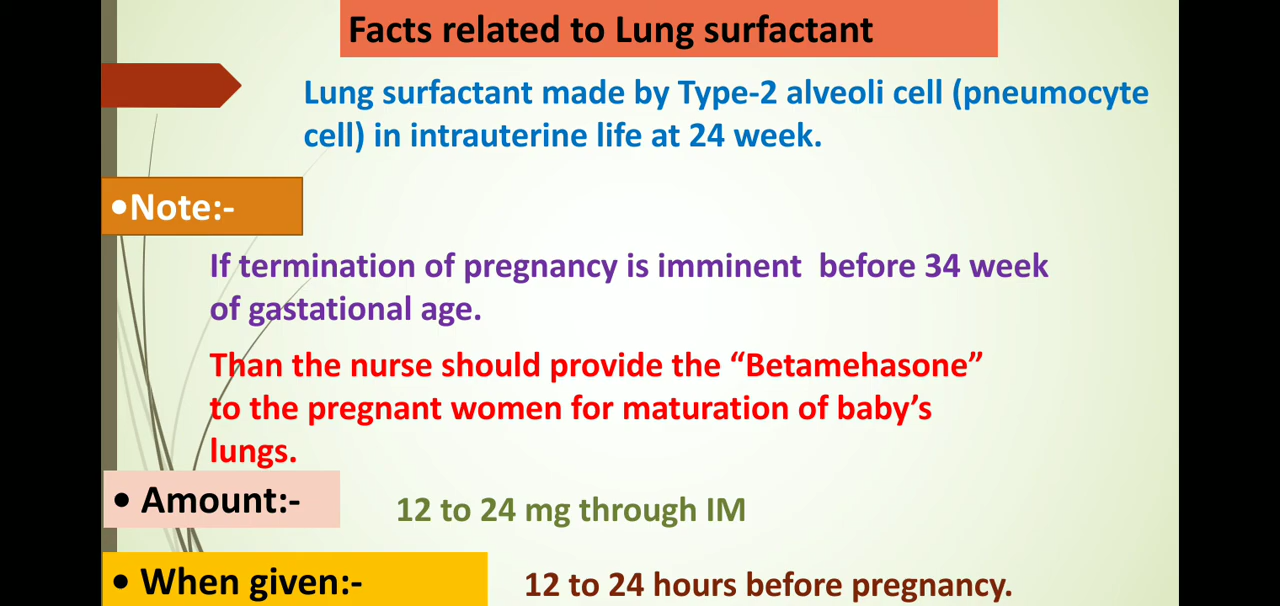 Facts related to Lung surfactant
Lung surfactant made by Type-2 alveoli cell (pneumocyte
cell) in intrauterine life at 24 week.
•Note:-
If termination of pregnancy is imminent before 34 week
of gastational age.
Than the nurse should provide the “Betamehasone”
to the pregnant women for maturation of baby’s
lungs.
• Amount:-
12 to 24 mg through IM
• When given:-
12 to 24 hours before pregnancy.